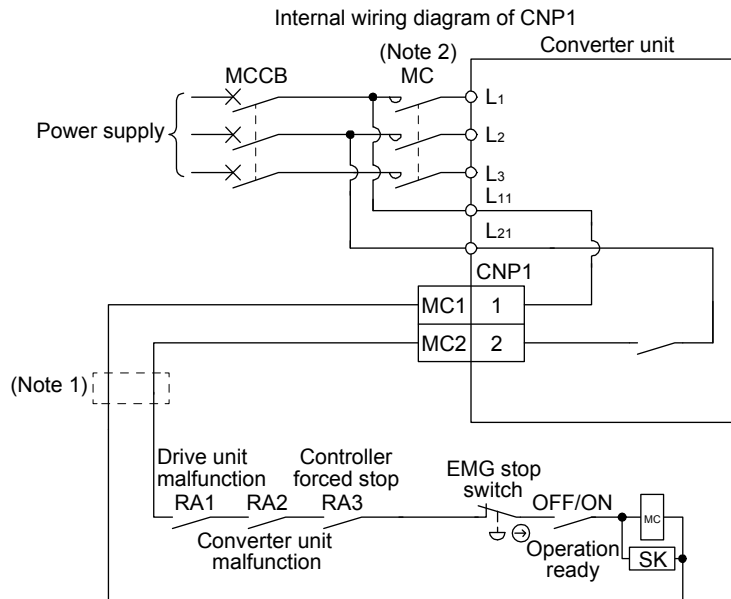 Internal wiring diagram of CNP1
(Note 2)
Converter unit
MCCB
MC
L1
Power supply
L2
L3
L11
L21
CNP1
MC1 1
MC2 2
(Note 1)
Drive unit
malfunction
Controller
forced stop
EMG stop
switch
RA1 RA2 RA3
OFF/ON
MC
Converter unit
malfunction
Operation
ready
SK